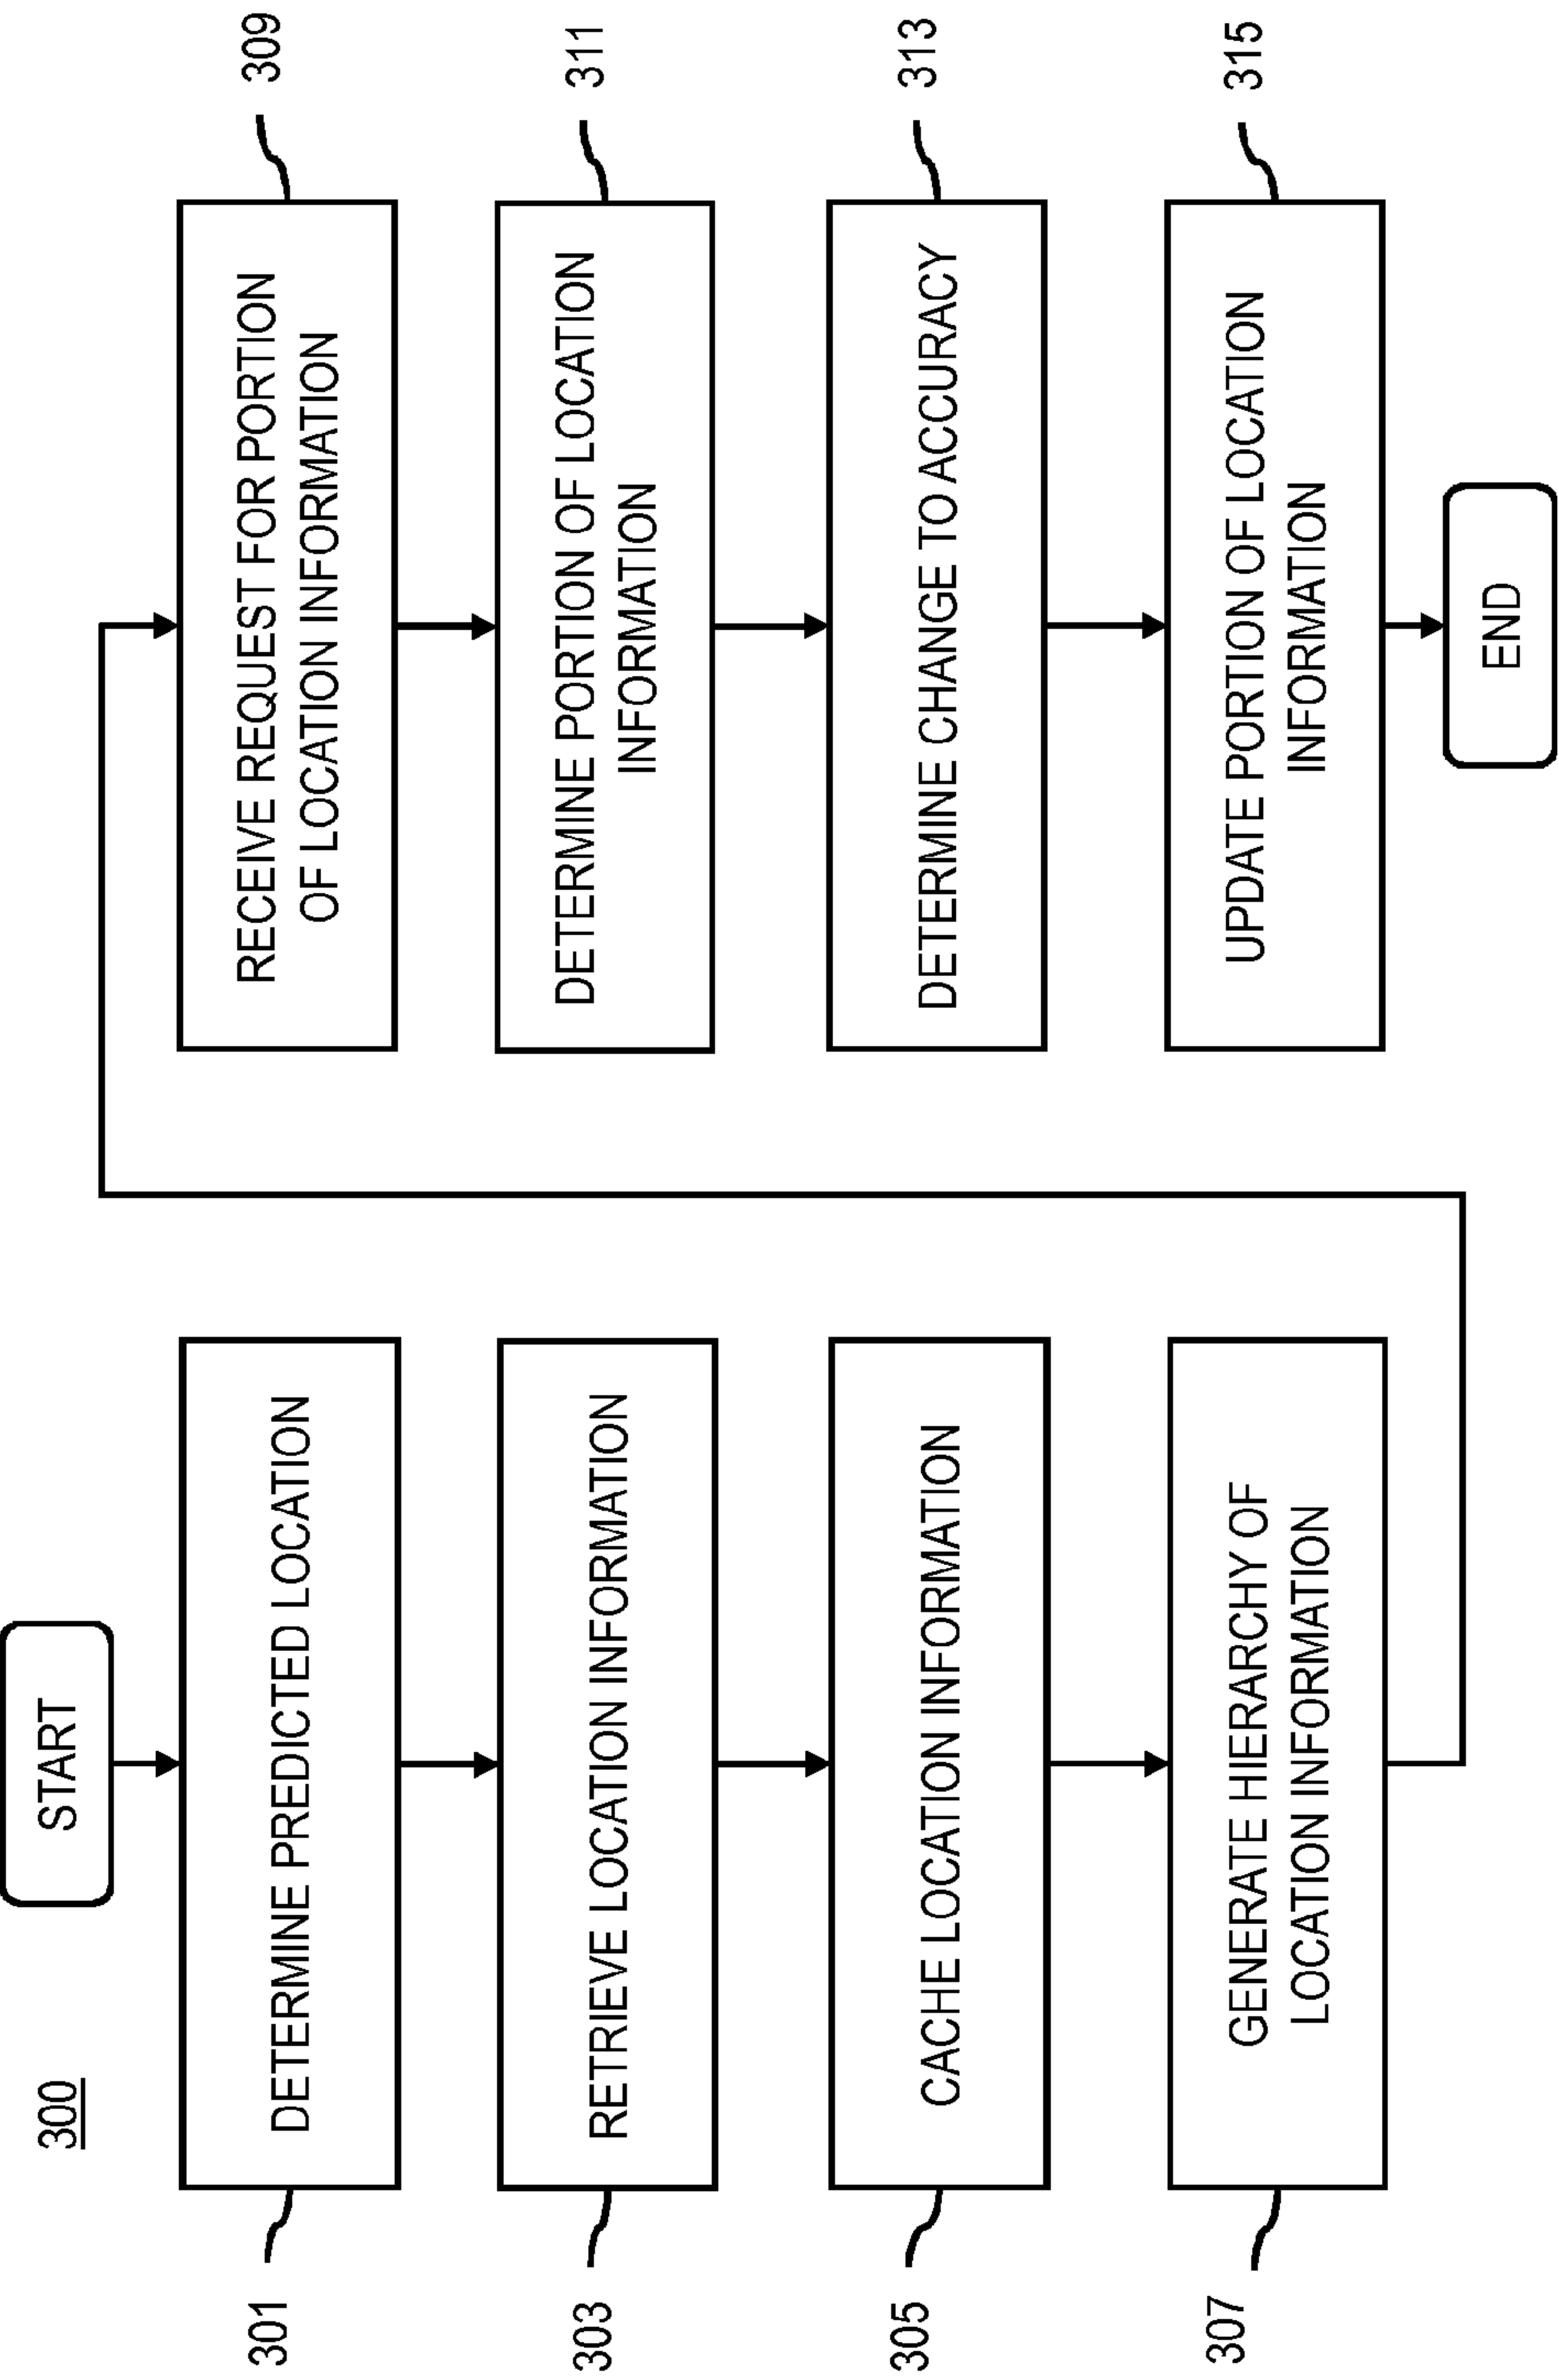 300
START
301
DETERMINE PREDICTED LOCATION
303
RETRIEVE LOCATION INFORMATION
305
CACHE LOCATION INFORMATION
307
GENERATE HIERARCHY OF
LOCATION INFORMATION
RECEIVE REQUEST FOR PORTION
OF LOCATION INFORMATION
309
DETERMINE PORTION OF LOCATION
INFORMATION
311
DETERMINE CHANGE TO ACCURACY
313
UPDATE PORTION OF LOCATION
INFORMATION
315
END